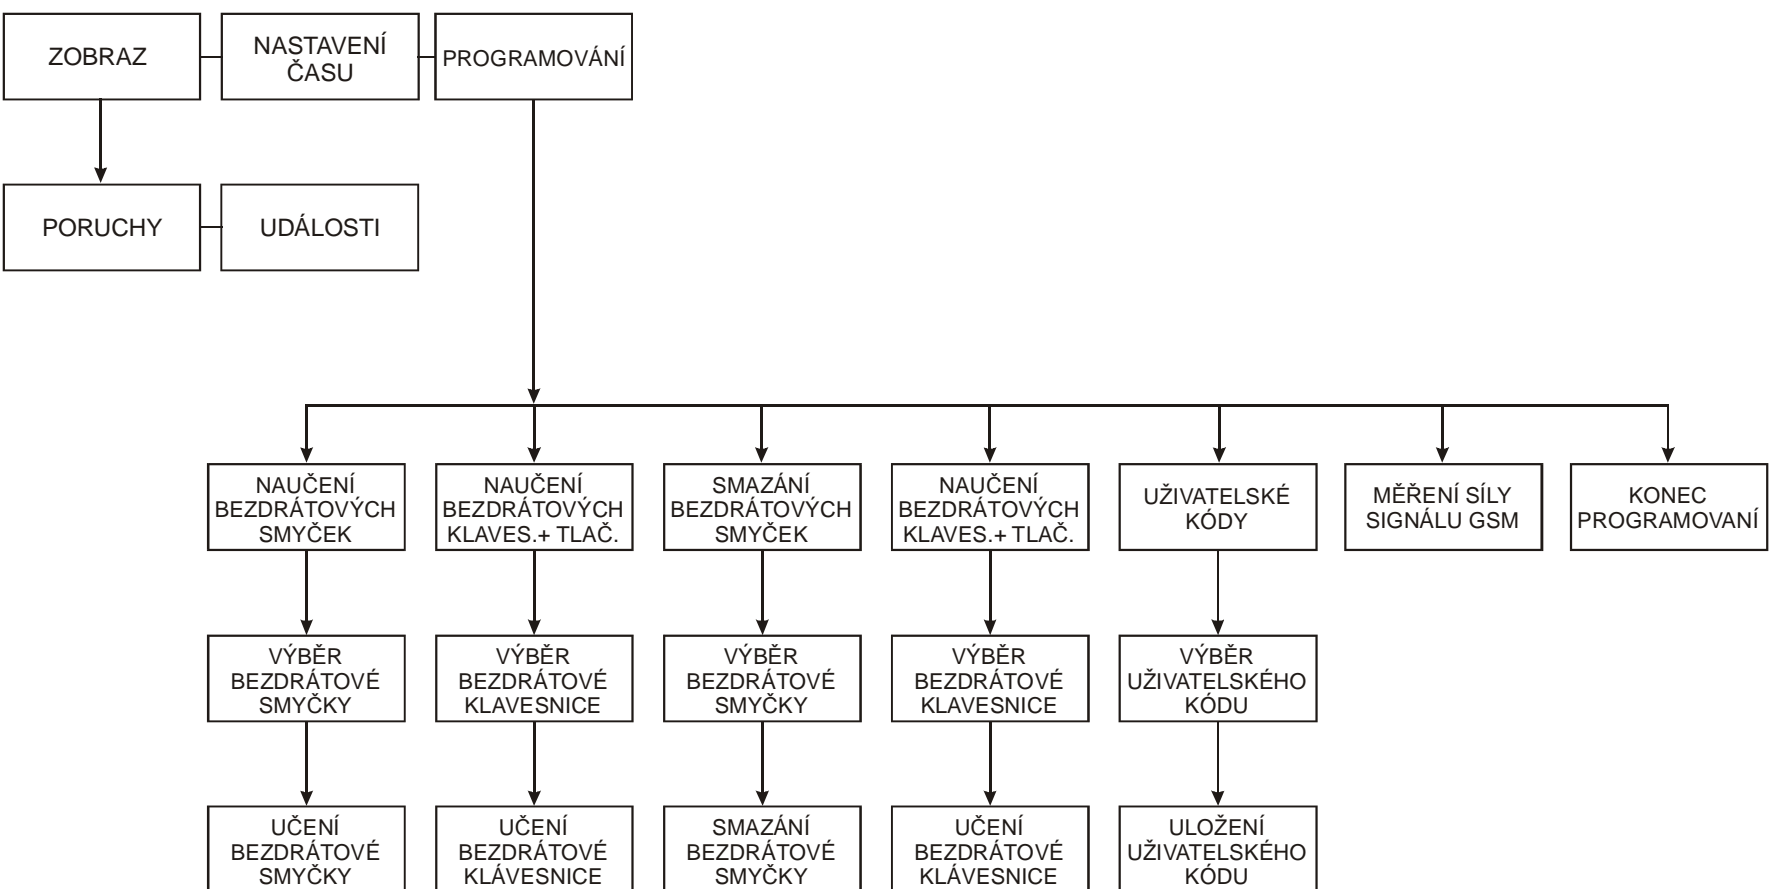 ZOBRAZ
NASTAVENÍ
ČASU
PROGRAMOVÁNÍ
PORUCHY
UDÁLOSTI
NAUČENÍ
BEZDRÁTOVÝCH
SMYČEK
NAUČENÍ
BEZDRÁTOVÝCH
KLAVES.+ TLAČ.
SMAZÁNÍ
BEZDRÁTOVÝCH
SMYČEK
NAUČENÍ
BEZDRÁTOVÝCH
KLAVES.+ TLAČ.
UŽIVATELSKÉ
KÓDY
MĚŘENÍ SÍLY
SIGNÁLU GSM
KONEC
PROGRAMOVANÍ
VÝBĚR
BEZDRÁTOVÉ
SMYČKY
VÝBĚR
BEZDRÁTOVÉ
KLAVESNICE
VÝBĚR
BEZDRÁTOVÉ
SMYČKY
VÝBĚR
BEZDRÁTOVÉ
KLAVESNICE
VÝBĚR
UŽIVATELSKÉHO
KÓDU
UČENÍ
BEZDRÁTOVÉ
SMYČKY
UČENÍ
BEZDRÁTOVÉ
KLÁVESNICE
SMAZÁNÍ
BEZDRÁTOVÉ
SMYČKY
UČENÍ
BEZDRÁTOVÉ
KLÁVESNICE
ULOŽENÍ
UŽIVATELSKÉHO
KÓDU